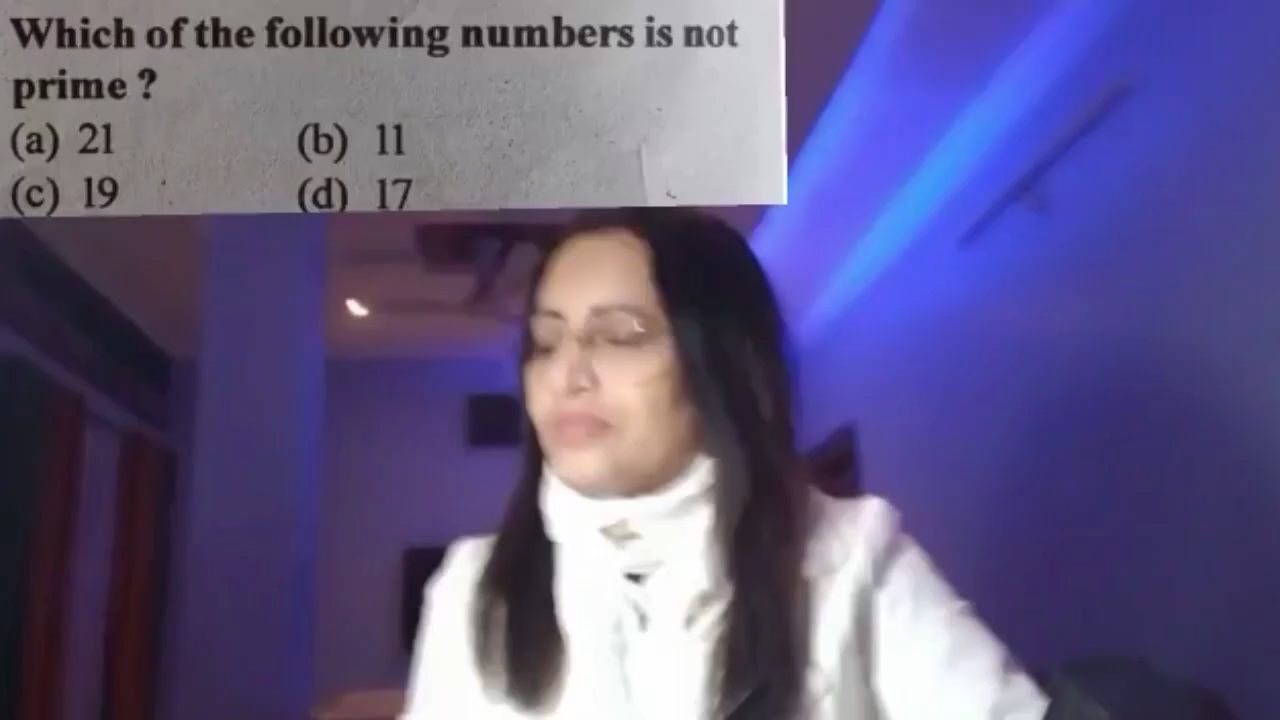 Which of the following numbers is not
prime ?
(a) 21 (b) 11
(c) 19 (d) 17